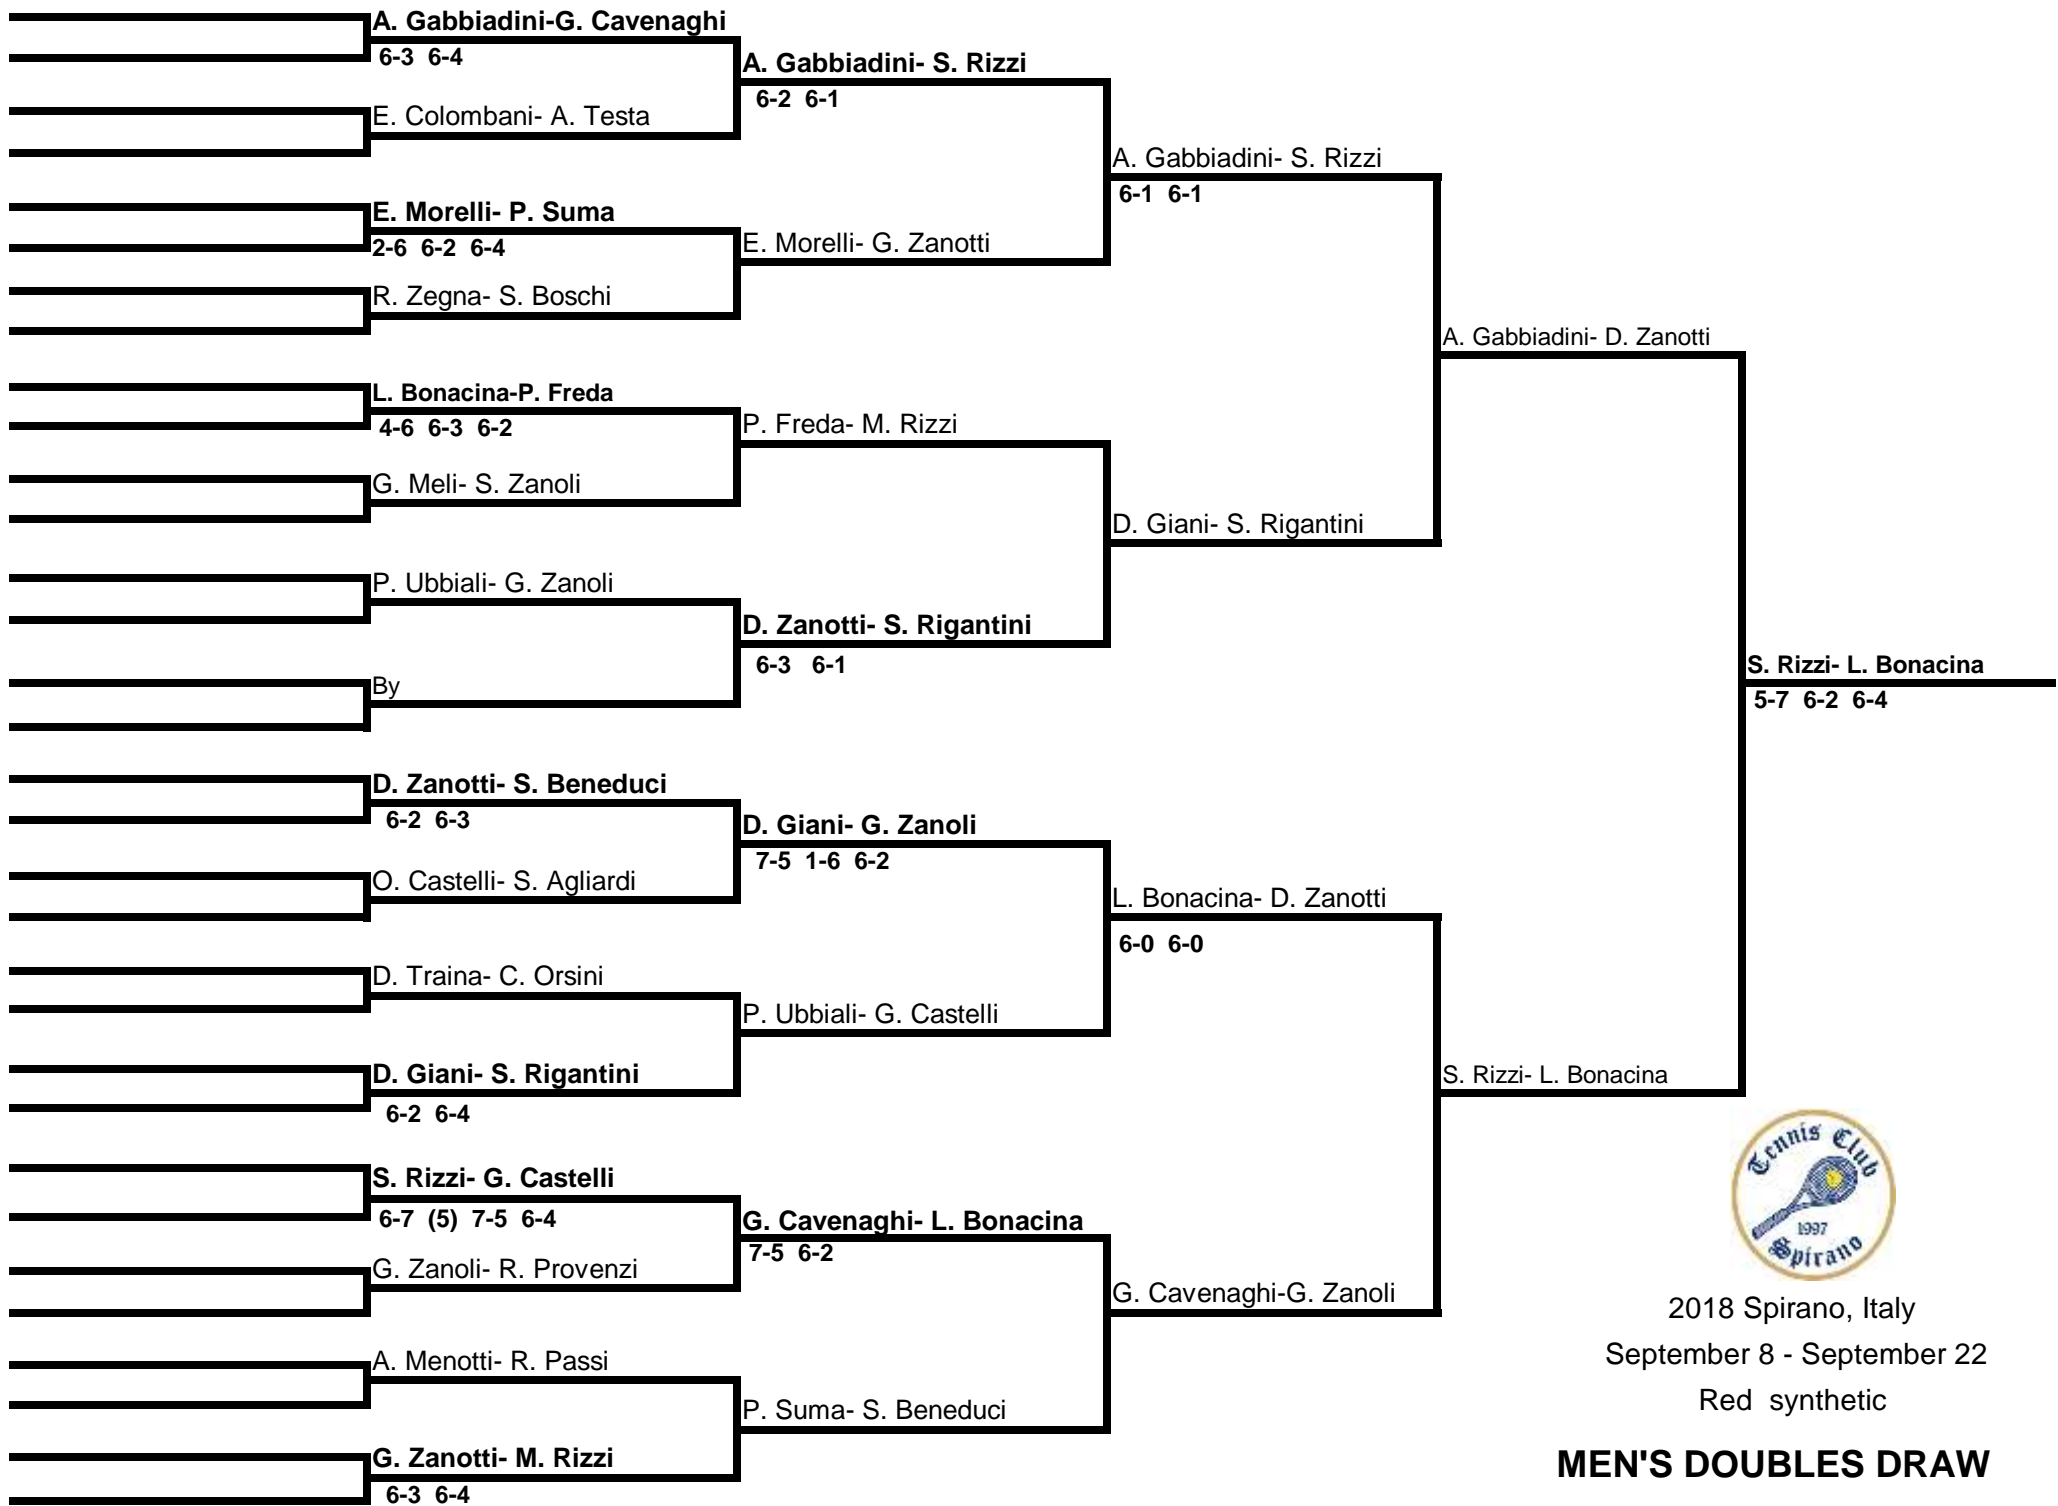 A. Gabbiadini-G. Cavenaghi
6-3 6-4
E. Colombani- A. Testa
E. Morelli- P. Suma
2-6 6-2 6-4
R. Zegna- S. Boschi
L. Bonacina-P. Freda
4-6 6-3 6-2
G. Meli- S. Zanoli
P. Ubbiali- G. Zanoli
By
D. Zanotti- S. Beneduci
6-2 6-3
O. Castelli- S. Agliardi
D. Traina- C. Orsini
D. Giani- S. Rigantini
6-2 6-4
S. Rizzi- G. Castelli
6-7 (5) 7-5 6-4
G. Zanoli- R. Provenzi
A. Menotti- R. Passi
G. Zanotti- M. Rizzi
6-3 6-4
A. Gabbiadini- S. Rizzi
6-2 6-1
E. Morelli- G. Zanotti
P. Freda- M. Rizzi
D. Zanotti- S. Rigantini
6-3 6-1
D. Giani- G. Zanoli
7-5 1-6 6-2
P. Ubbiali- G. Castelli
G. Cavenaghi- L. Bonacina
7-5 6-2
P. Suma- S. Beneduci
A. Gabbiadini- S. Rizzi
6-1 6-1
D. Giani- S. Rigantini
L. Bonacina- D. Zanotti
6-0 6-0
G. Cavenaghi-G. Zanoli
A. Gabbiadini- D. Zanotti
S. Rizzi- L. Bonacina
S. Rizzi- L. Bonacina
5-7 6-2 6-4
Tennis Club
1997
Spirano
2018 Spirano, Italy
September 8 - September 22
Red synthetic
MEN'S DOUBLES DRAW